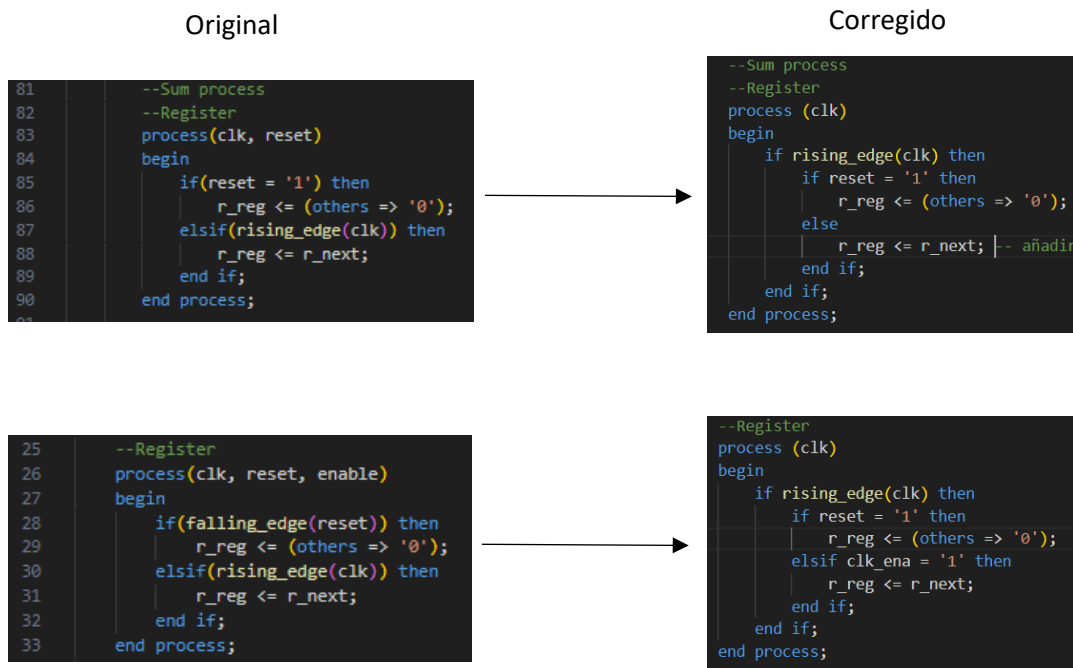 Original
81 --Sum process
82 --Register
83 process(clk, reset)
84 begin
85 if(reset = '1') then
86 r_reg <= (others => '0');
87 elsif(rising_edge(clk)) then
88 r_reg <= r_next;
89 end if;
90 end process;
Corregido
--Sum process
--Register
process (clk)
begin
if rising_edge(clk) then
if reset = '1' then
r_reg <= (others => '0');
else
r_reg <= r_next; -- añadir
end if;
end if;
end process;
25 --Register
26 process(clk, reset, enable)
27 begin
28 if(falling_edge(reset)) then
29 r_reg <= (others => '0');
30 elsif(rising_edge(clk)) then
31 r_reg <= r_next;
32 end if;
33 end process;
--Register
process (clk)
begin
if rising_edge(clk) then
if reset = '1' then
r_reg <= (others => '0');
elsif clk_ena = '1' then
r_reg <= r_next;
end if;
end if;
end process;